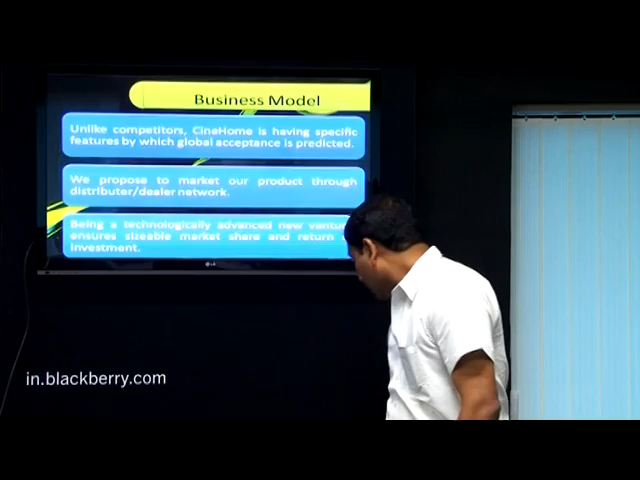 Business Model
Unlike competitors, CineHome is having specific
features by which global acceptance is predicted.
We propose to market our product through
distributer/dealer network.
Being a technologically advanced new
ensures sizeable market share and return
investment.
LG
in.blackberry.com